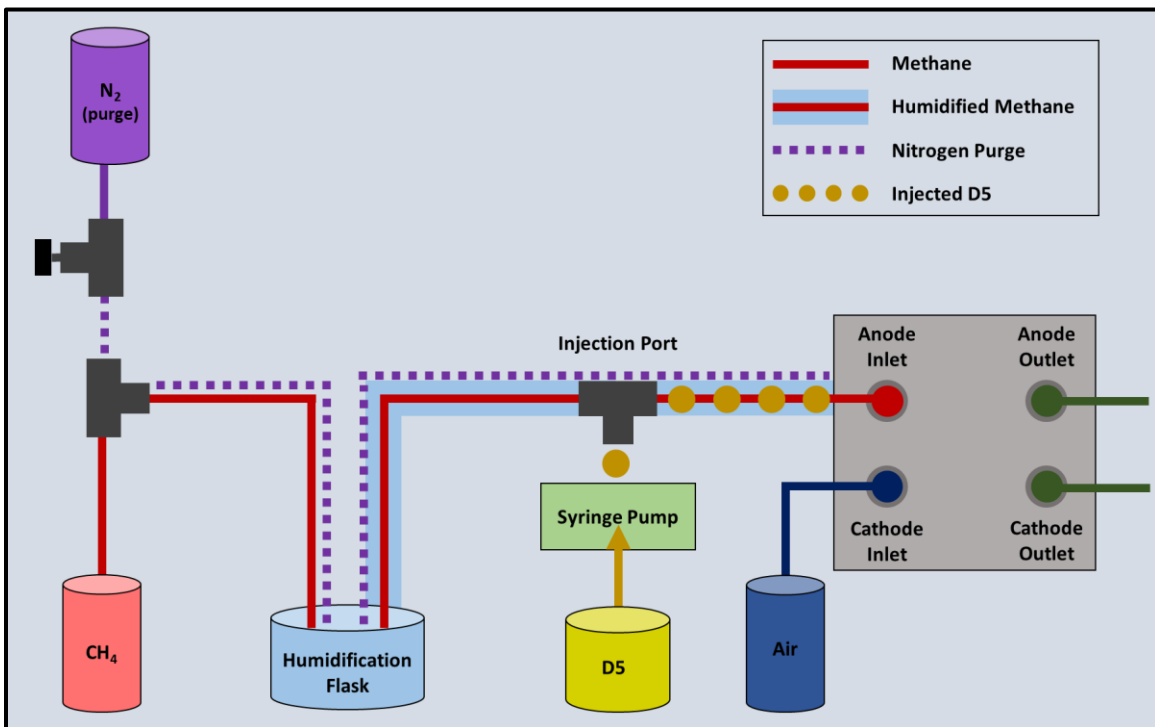 N₂
(purge)
Methane
Humidified Methane
Nitrogen Purge
Injected D5
Injection Port
Anode
Inlet
Anode
Outlet
Syringe Pump
Cathode
Inlet
Cathode
Outlet
CH₄
Humidification
Flask
D5
Air